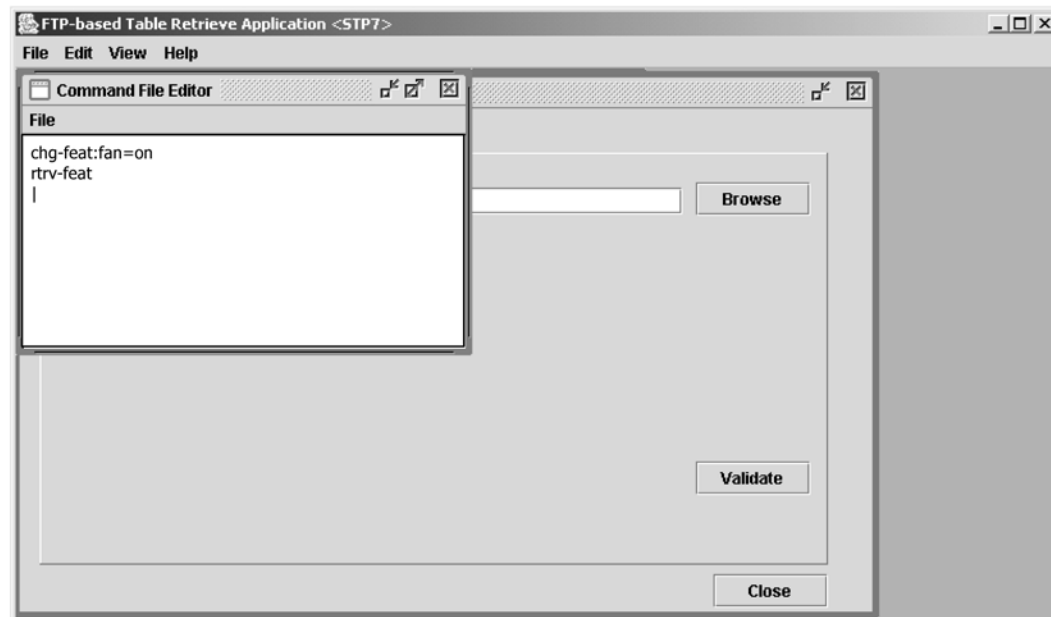 FTP-based Table Retrieve Application <STP7>
File Edit View Help
Command File Editor
File
chg-feat:fan=on
rtrv-feat
Browse
Validate
Close